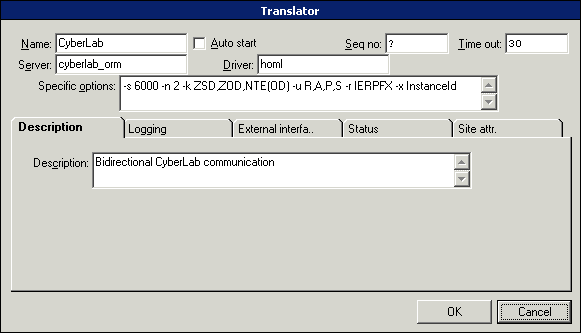 Translator
Name: CyberLab Auto start Seq no: ? Time out: 30
Server: cyberlab_orm Driver: homl
Specific options: -s 6000 -n 2 -k ZSD,ZOD,NTE(OD) -u R,A,P,S -r IERPFX -x InstanceId
Description Logging External interfa.. Status Site attr.
Description: Bidirectional CyberLab communication
OK Cancel